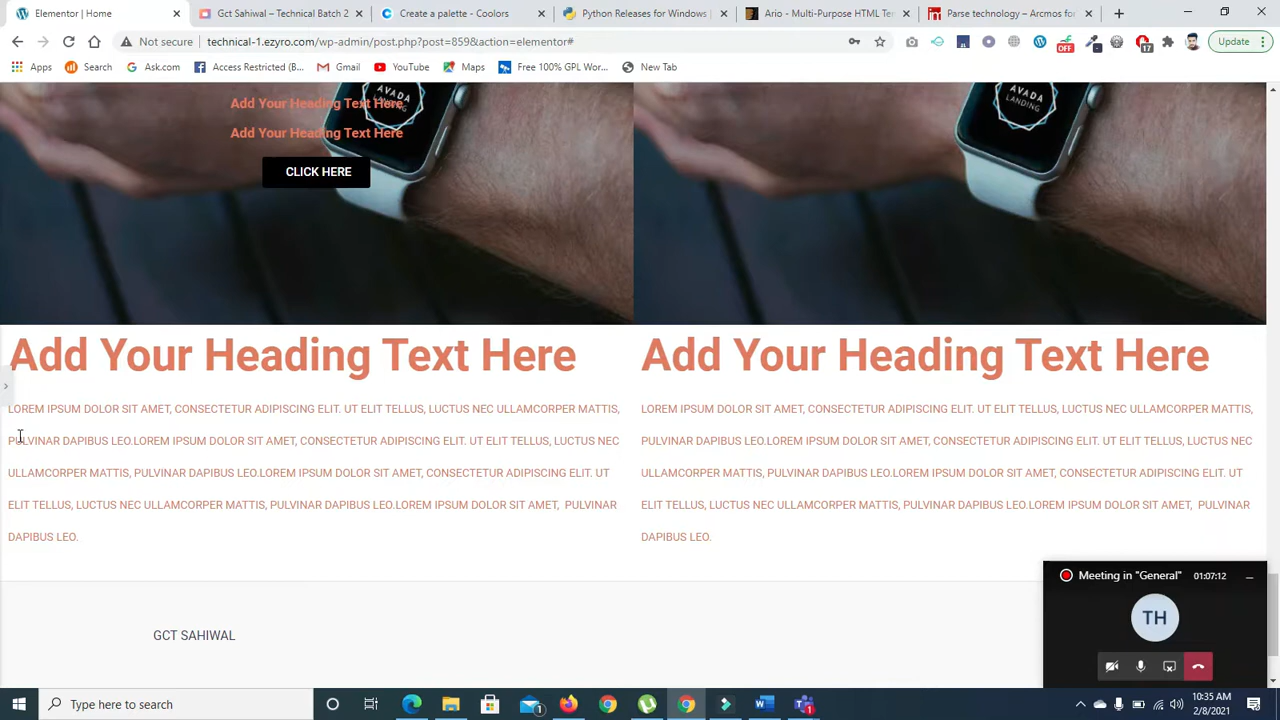 Elementor | Home
Gct Sahiwal – Technical Batch 2
Create a palette - Coolors
Python Releases for Windows |
Ario - Multi-Purpose HTML Tem
Parse technology – Arcmos for
Not secure
technical-1.ezyro.com/wp-admin/post.php?post=859&action=elementor#
OFF
17
Update
Apps
Search
Ask.com
Access Restricted (B...
Gmail
YouTube
Maps
Free 100% GPL Wor...
New Tab
AVADA
LANDING
AVADA
LANDING
Add Your Heading Text Here
Add Your Heading Text Here
CLICK HERE
Add Your Heading Text Here
LOREM IPSUM DOLOR SIT AMET, CONSECTETUR ADIPISCING ELIT. UT ELIT TELLUS, LUCTUS NEC ULLAMCORPER MATTIS,
PULVINAR DAPIBUS LEO.LOREM IPSUM DOLOR SIT AMET, CONSECTETUR ADIPISCING ELIT. UT ELIT TELLUS, LUCTUS NEC
ULLAMCORPER MATTIS, PULVINAR DAPIBUS LEO.LOREM IPSUM DOLOR SIT AMET, CONSECTETUR ADIPISCING ELIT. UT
ELIT TELLUS, LUCTUS NEC ULLAMCORPER MATTIS, PULVINAR DAPIBUS LEO.LOREM IPSUM DOLOR SIT AMET,  PULVINAR
DAPIBUS LEO.
Add Your Heading Text Here
LOREM IPSUM DOLOR SIT AMET, CONSECTETUR ADIPISCING ELIT. UT ELIT TELLUS, LUCTUS NEC ULLAMCORPER MATTIS,
PULVINAR DAPIBUS LEO.LOREM IPSUM DOLOR SIT AMET, CONSECTETUR ADIPISCING ELIT. UT ELIT TELLUS, LUCTUS NEC
ULLAMCORPER MATTIS, PULVINAR DAPIBUS LEO.LOREM IPSUM DOLOR SIT AMET, CONSECTETUR ADIPISCING ELIT. UT
ELIT TELLUS, LUCTUS NEC ULLAMCORPER MATTIS, PULVINAR DAPIBUS LEO.LOREM IPSUM DOLOR SIT AMET,  PULVINAR
DAPIBUS LEO.
GCT SAHIWAL
Meeting in "General"
01:07:12
TH
Type here to search
10:35 AM
2/8/2021